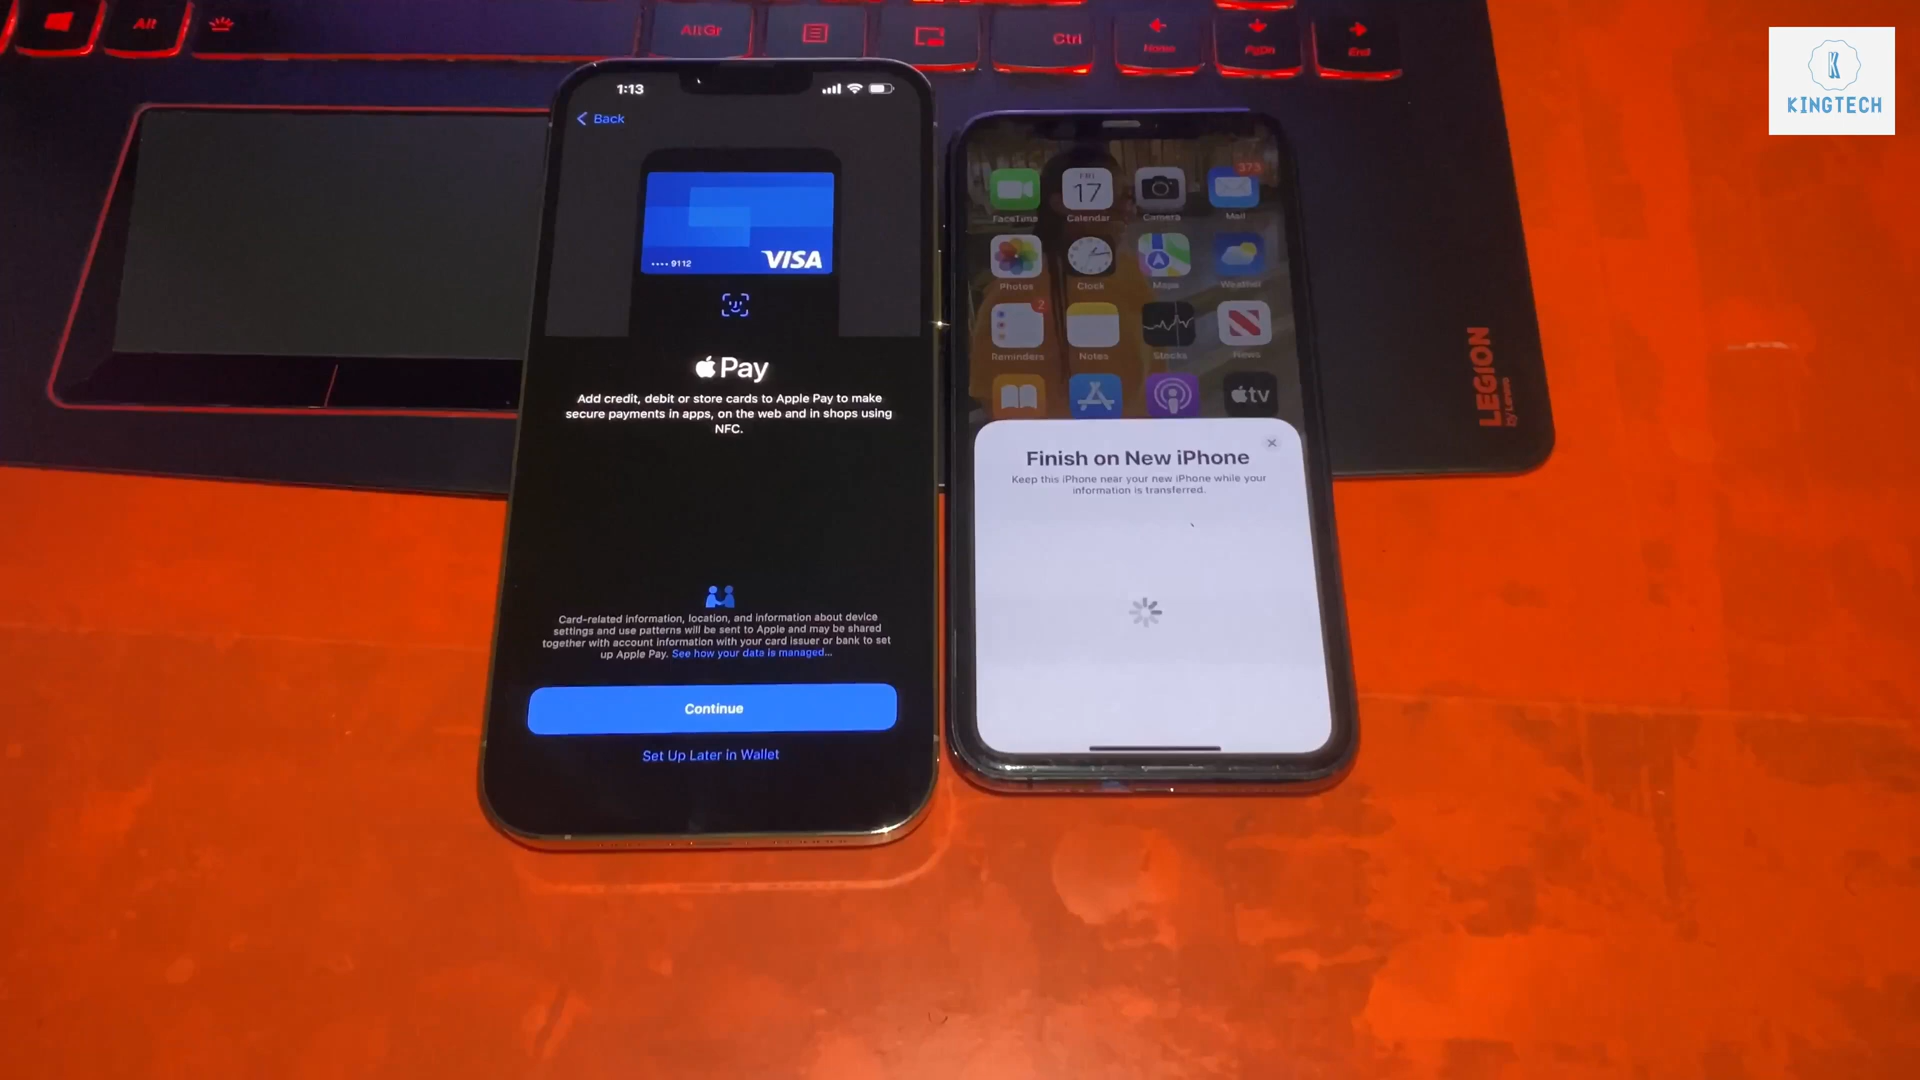 Alt
AltGr
Ctrl
Home
PgDn
End
K
KINGTECH
1:13
Back
•••• 9112
VISA
Pay
Add credit, debit or store cards to Apple Pay to make
secure payments in apps, on the web and in shops using
NFC.
Card-related information, location, and information about device
settings and use patterns will be sent to Apple and may be shared
together with account information with your card issuer or bank to set
up Apple Pay. See how your data is managed...
Continue
Set Up Later in Wallet
FRI
17
373
FaceTime
Calendar
Camera
Mail
Photos
Clock
Maps
Weather
2
Reminders
Notes
Stocks
News
tv
Finish on New iPhone
Keep this iPhone near your new iPhone while your
information is transferred.
LEGION
by Lenovo